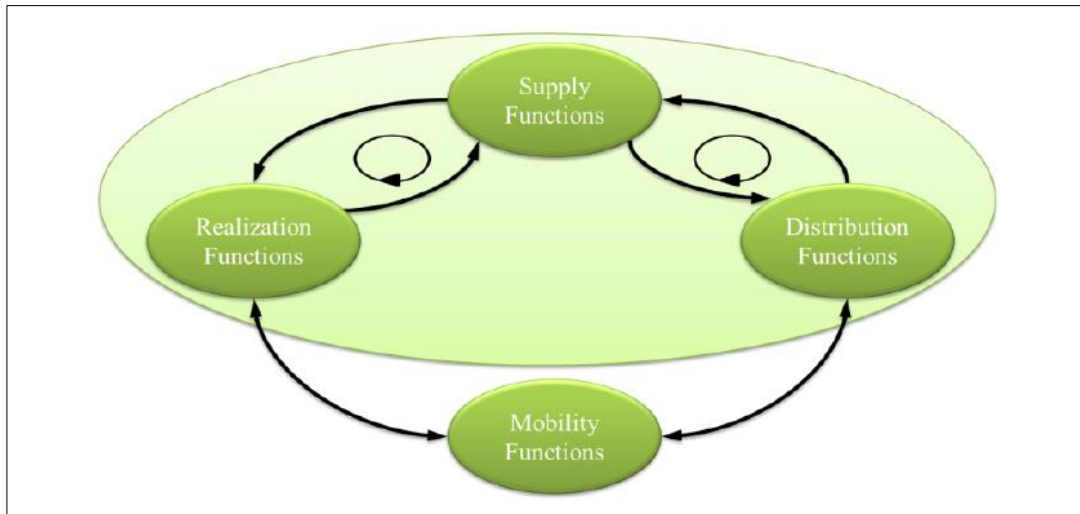 Supply
Functions
Realization
Functions
Distribution
Functions
Mobility
Functions